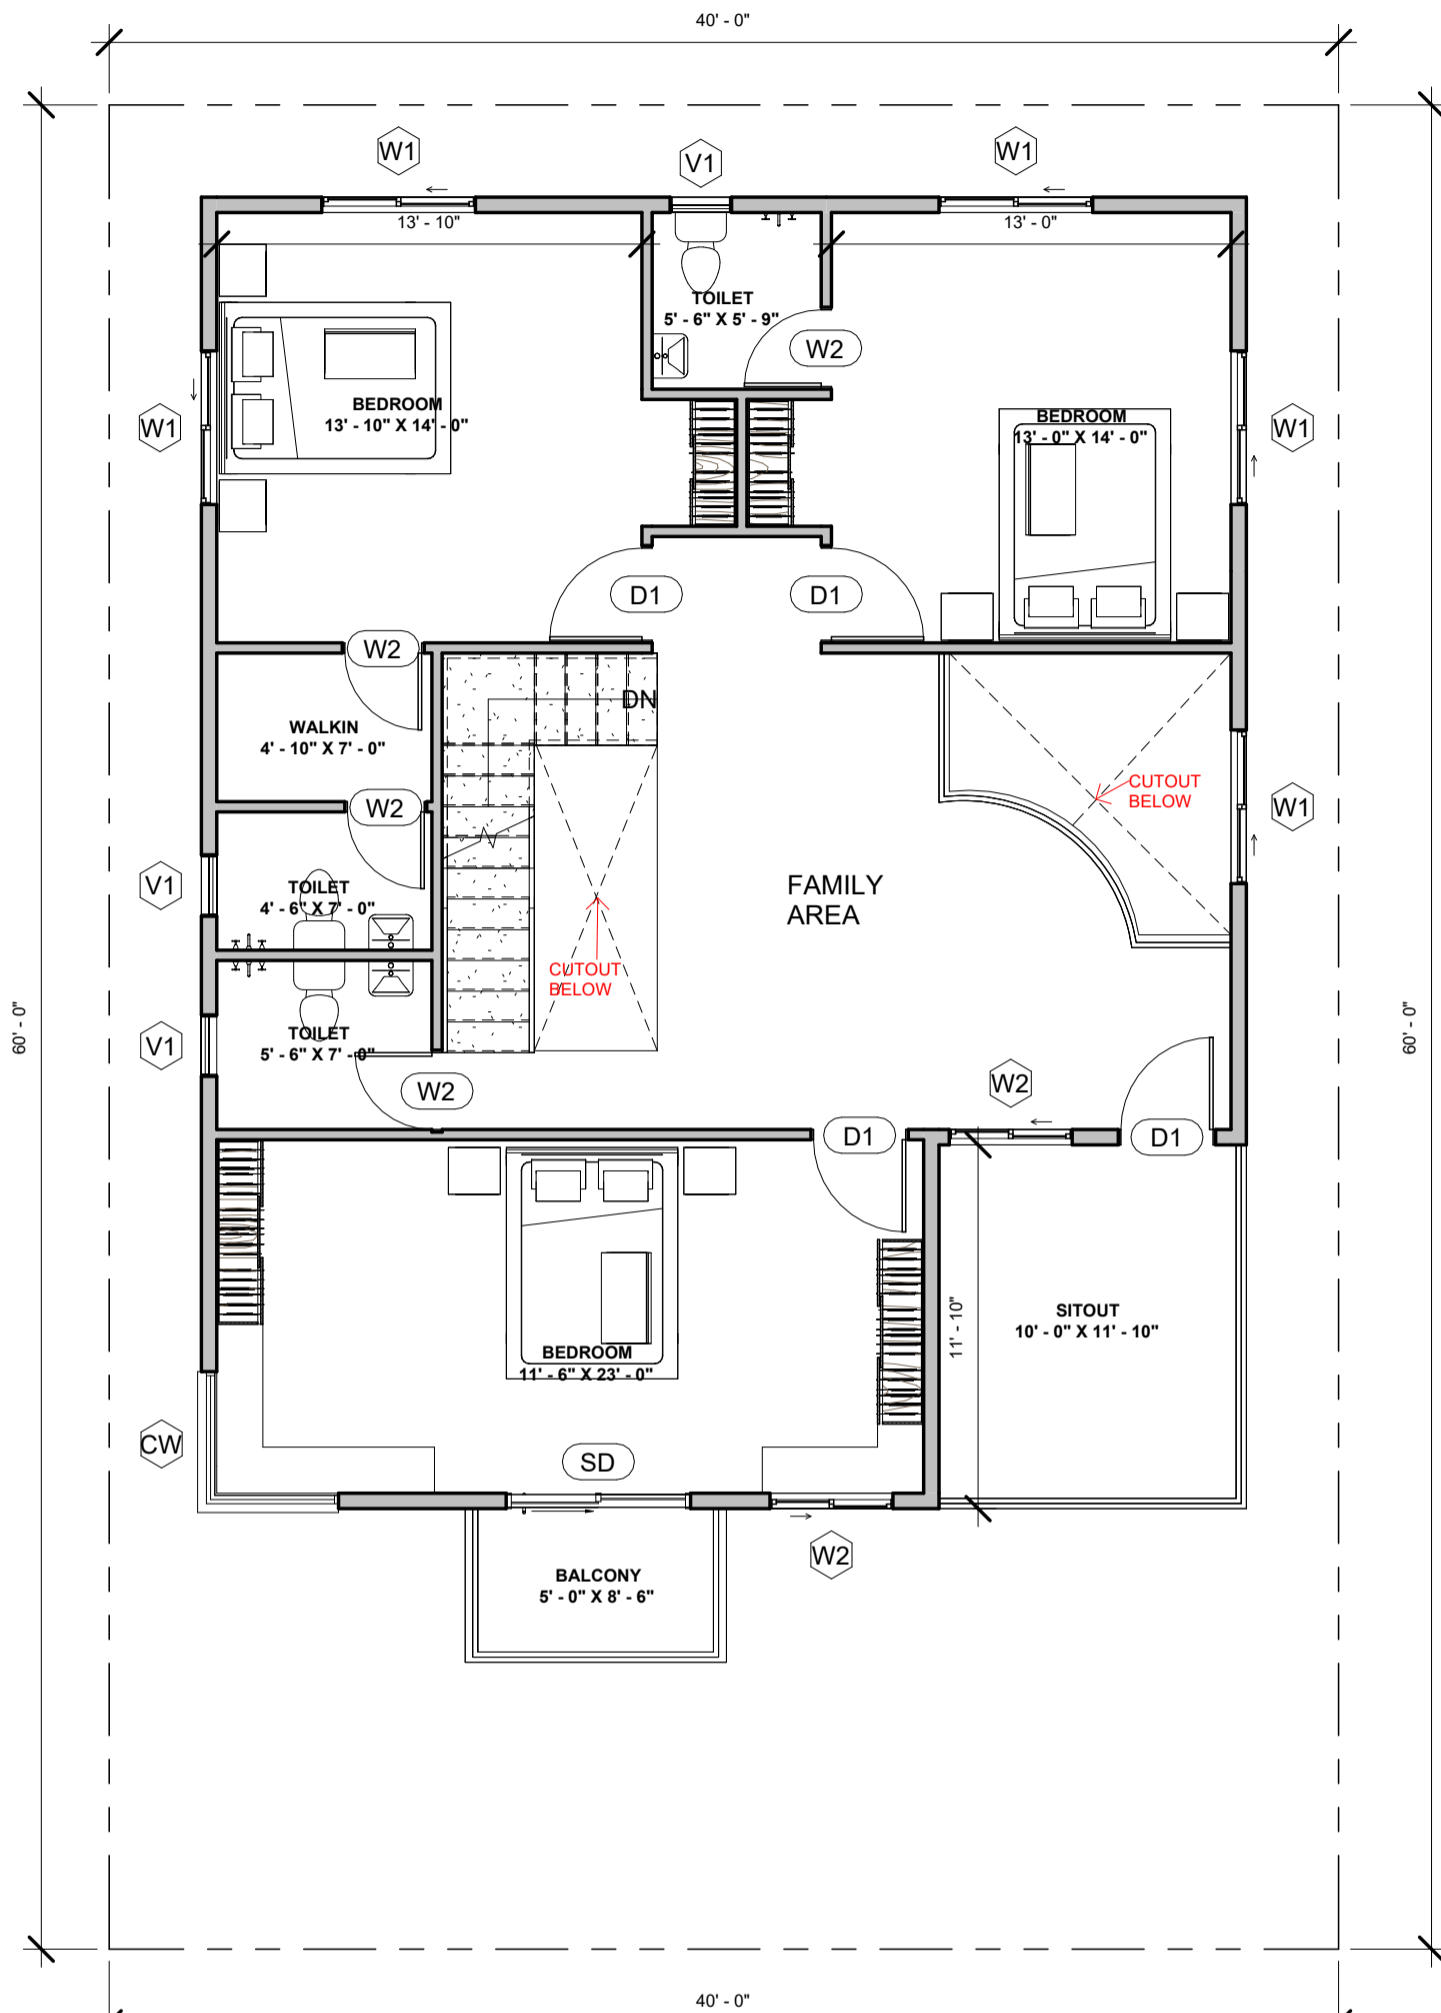 40' - 0"
W1
V1
W1
13' - 10"
13' - 0"
TOILET
5' - 6" X 5' - 9"
W2
BEDROOM
13' - 10" X 14' - 0"
BEDROOM
13' - 0" X 14' - 0"
W1
W1
D1
D1
W2
DN
WALKIN
4' - 10" X 7' - 0"
CUTOUT
BELOW
W1
W2
V1
TOILET
4' - 6" X 7' - 0"
FAMILY
AREA
CUTOUT
BELOW
60' - 0"
60' - 0"
V1
TOILET
5' - 6" X 7' - 0"
W2
W2
D1
D1
11' - 10"
SITOUT
10' - 0" X 11' - 10"
BEDROOM
11' - 6" X 23' - 0"
CW
SD
W2
BALCONY
5' - 0" X 8' - 6"
40' - 0"